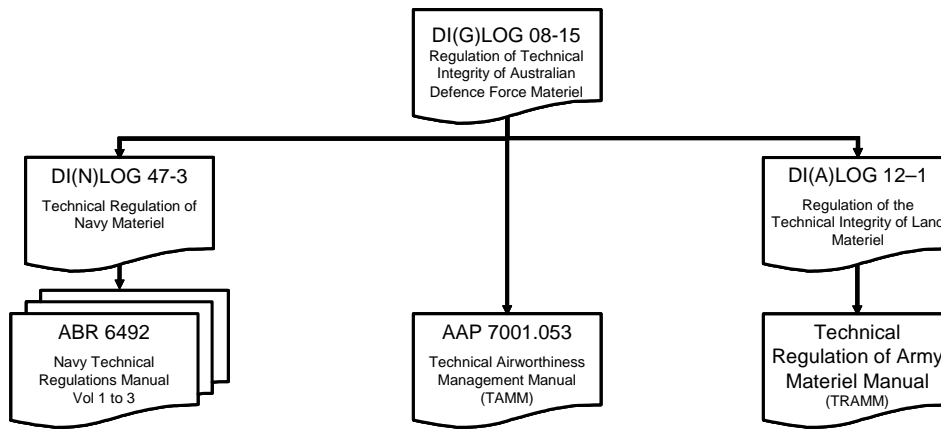 DI(G)LOG 08-15
Regulation of Technical
Integrity of Australian
Defence Force Materiel
DI(N)LOG 47-3
Technical Regulation of
Navy Materiel
DI(A)LOG 12–1
Regulation of the
Technical Integrity of Land
Materiel
ABR 6492
Navy Technical
Regulations Manual
Vol 1 to 3
AAP 7001.053
Technical Airworthiness
Management Manual
(TAMM)
Technical
Regulation of Army
Materiel Manual
(TRAMM)